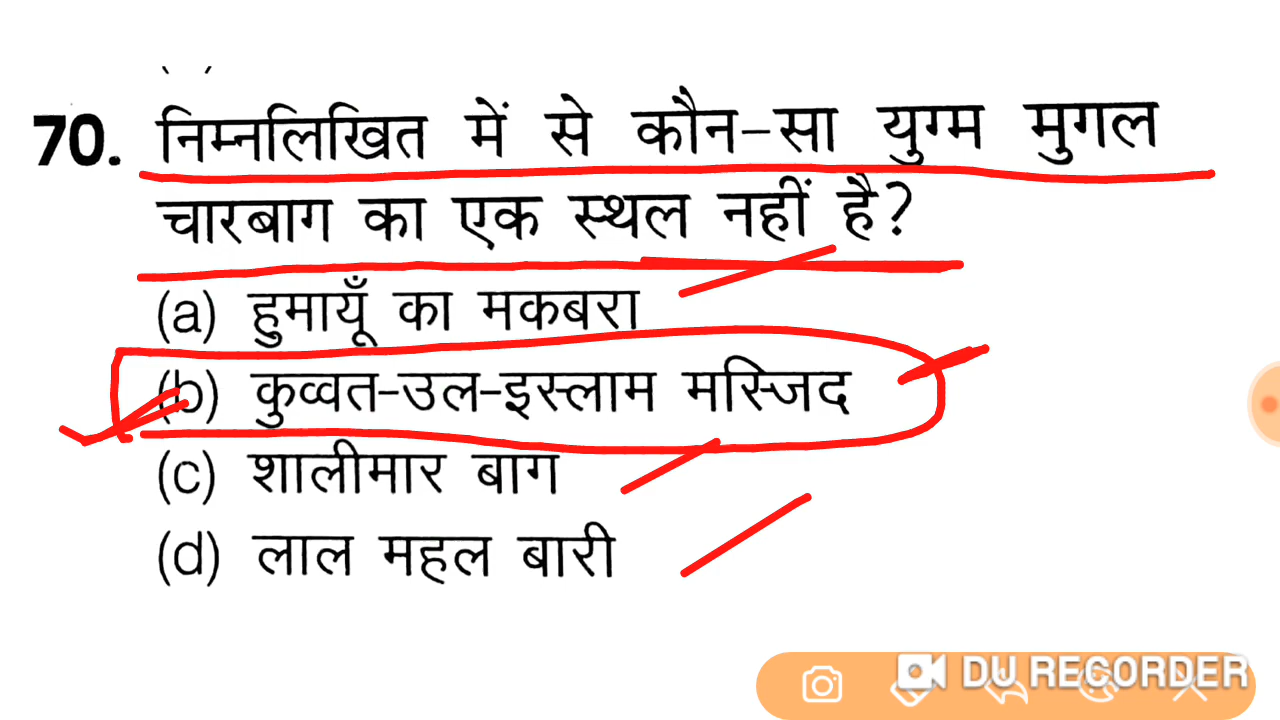 70. निम्नलिखित में से कौन-सा युग्म मुगल
चारबाग का एक स्थल नहीं है?
(a) हुमायूँ का मकबरा
(b) कुव्वत-उल-इस्लाम मस्जिद
(c) शालीमार बाग
(d) लाल महल बारी
DU RECORDER